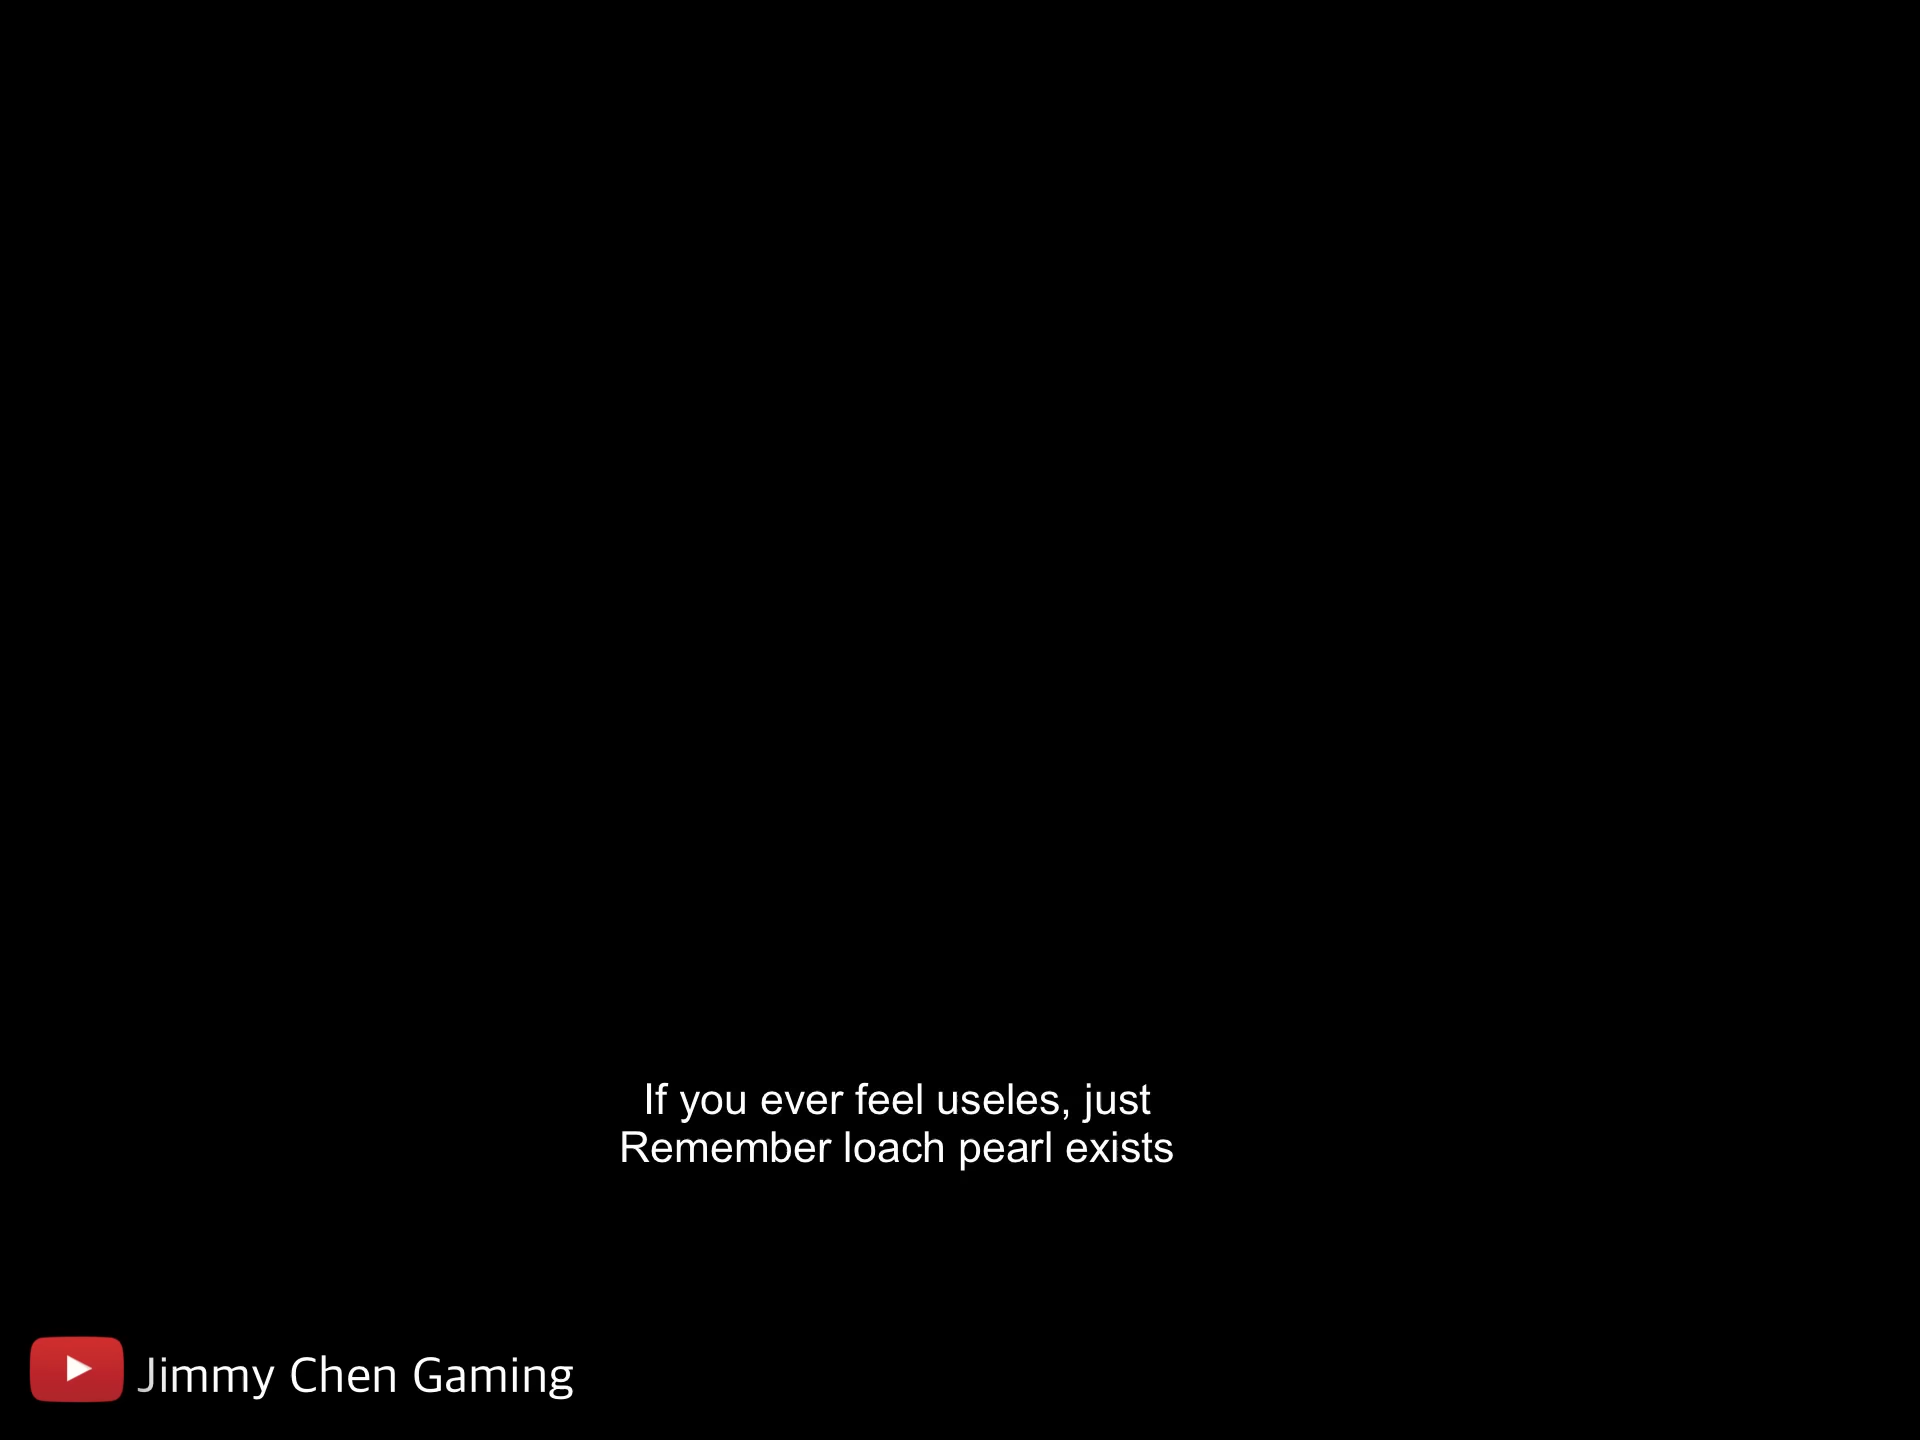 If you ever feel useles, just
Remember loach pearl exists
Jimmy Chen Gaming